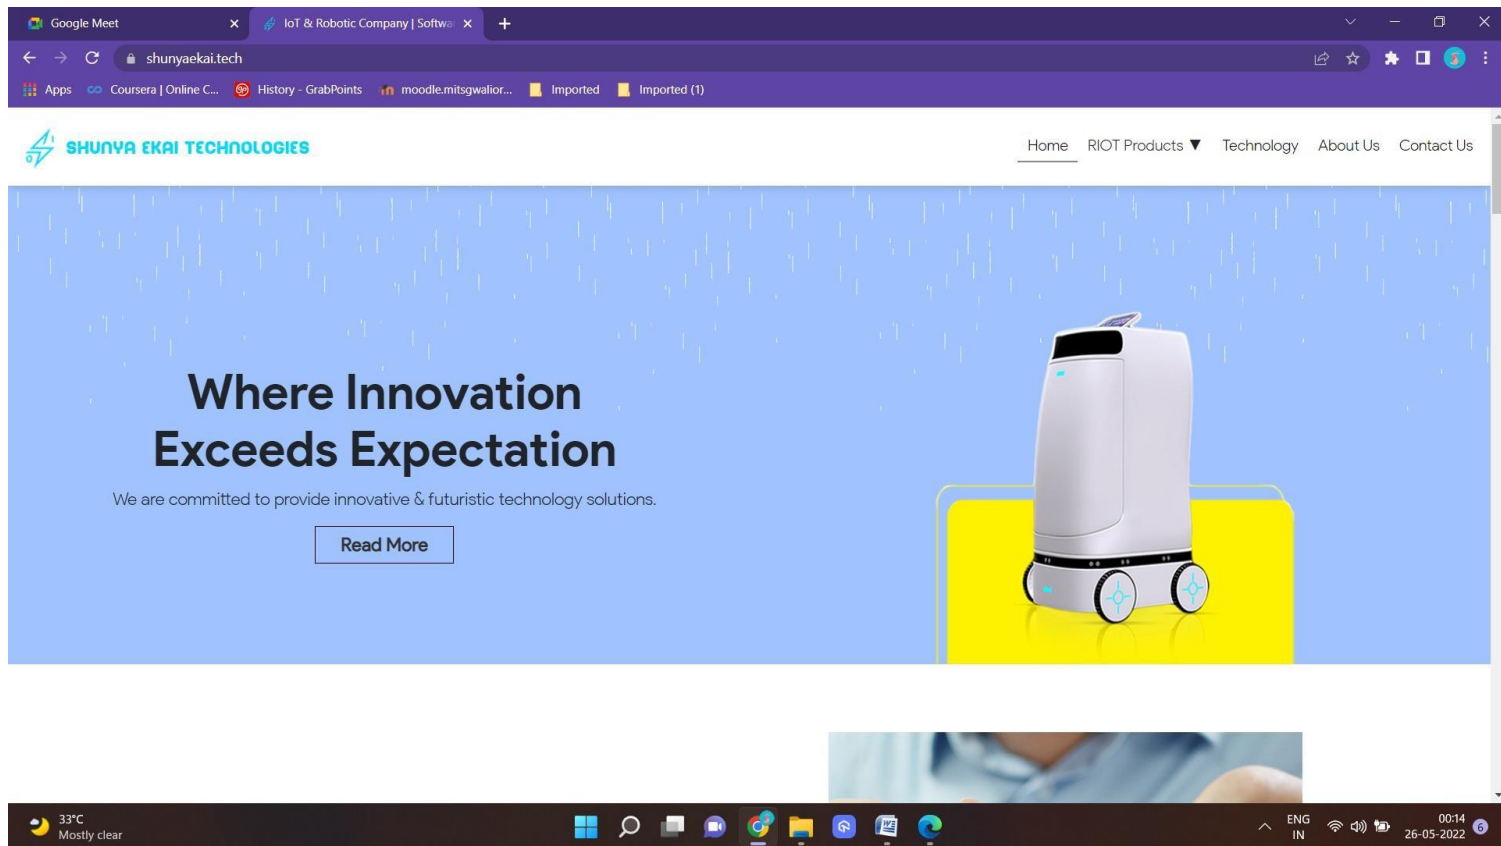 Google Meet
IoT & Robotic Company | Softwa
shunyaekai.tech
Apps
Coursera | Online C...
History - GrabPoints
moodle.mitsgwalior...
Imported
Imported (1)
SHUNYA EKAI TECHNOLOGIES
Home
RIOT Products ▼
Technology
About Us
Contact Us
Where Innovation
Exceeds Expectation
We are committed to provide innovative & futuristic technology solutions.
Read More
33°C
Mostly clear
ENG
IN
00:14
26-05-2022
6